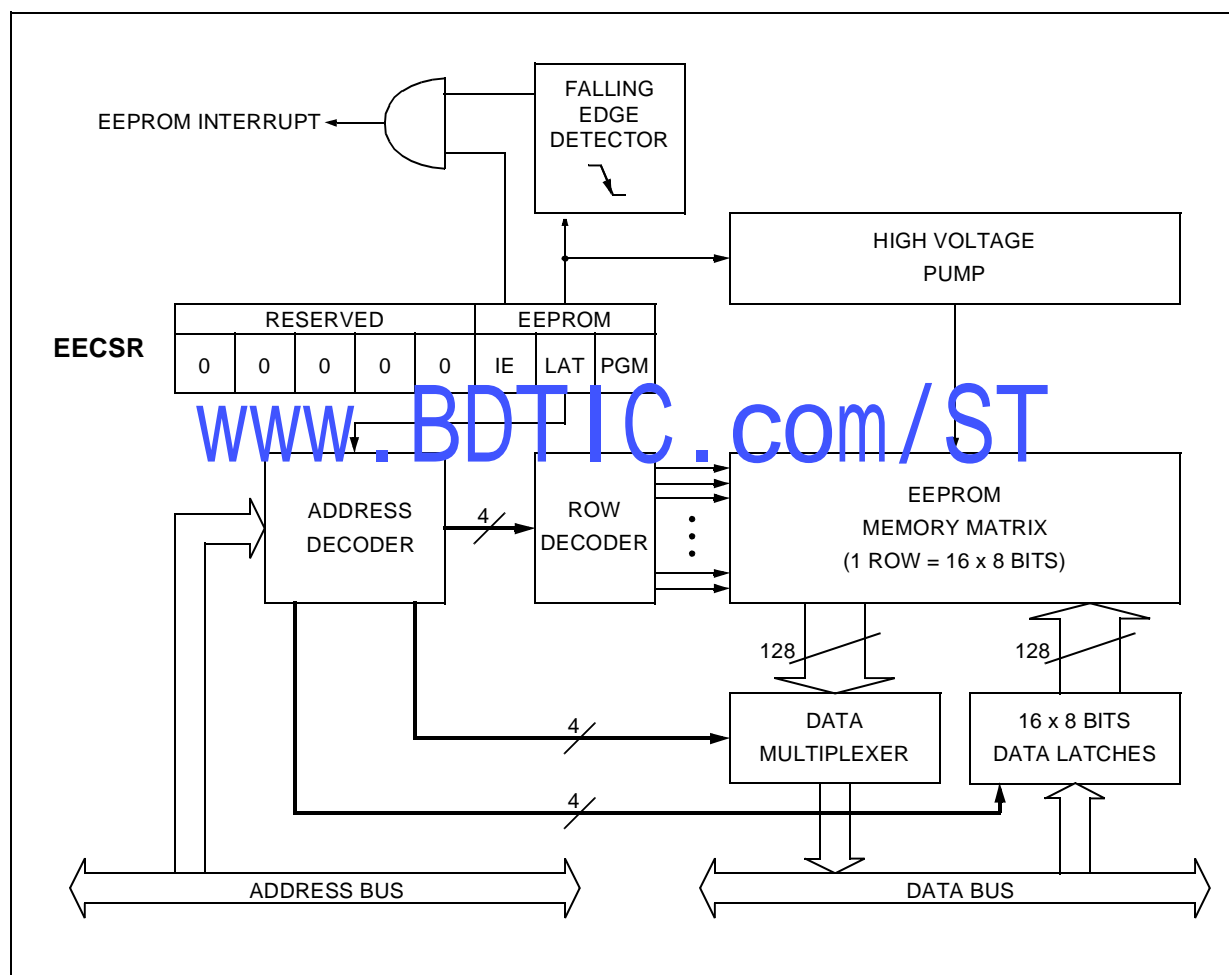 FALLING
EDGE
DETECTOR
EEPROM INTERRUPT
HIGH VOLTAGE
PUMP
RESERVED EEPROM
EECSR
0 0 0 0 0 IE LAT PGM
www.BDTIC.com/ST
ADDRESS
DECODER
4
ROW
DECODER
EEPROM
MEMORY MATRIX
(1 ROW = 16 x 8 BITS)
128
128
4
DATA
MULTIPLEXER
16 x 8 BITS
DATA LATCHES
4
ADDRESS BUS
DATA BUS